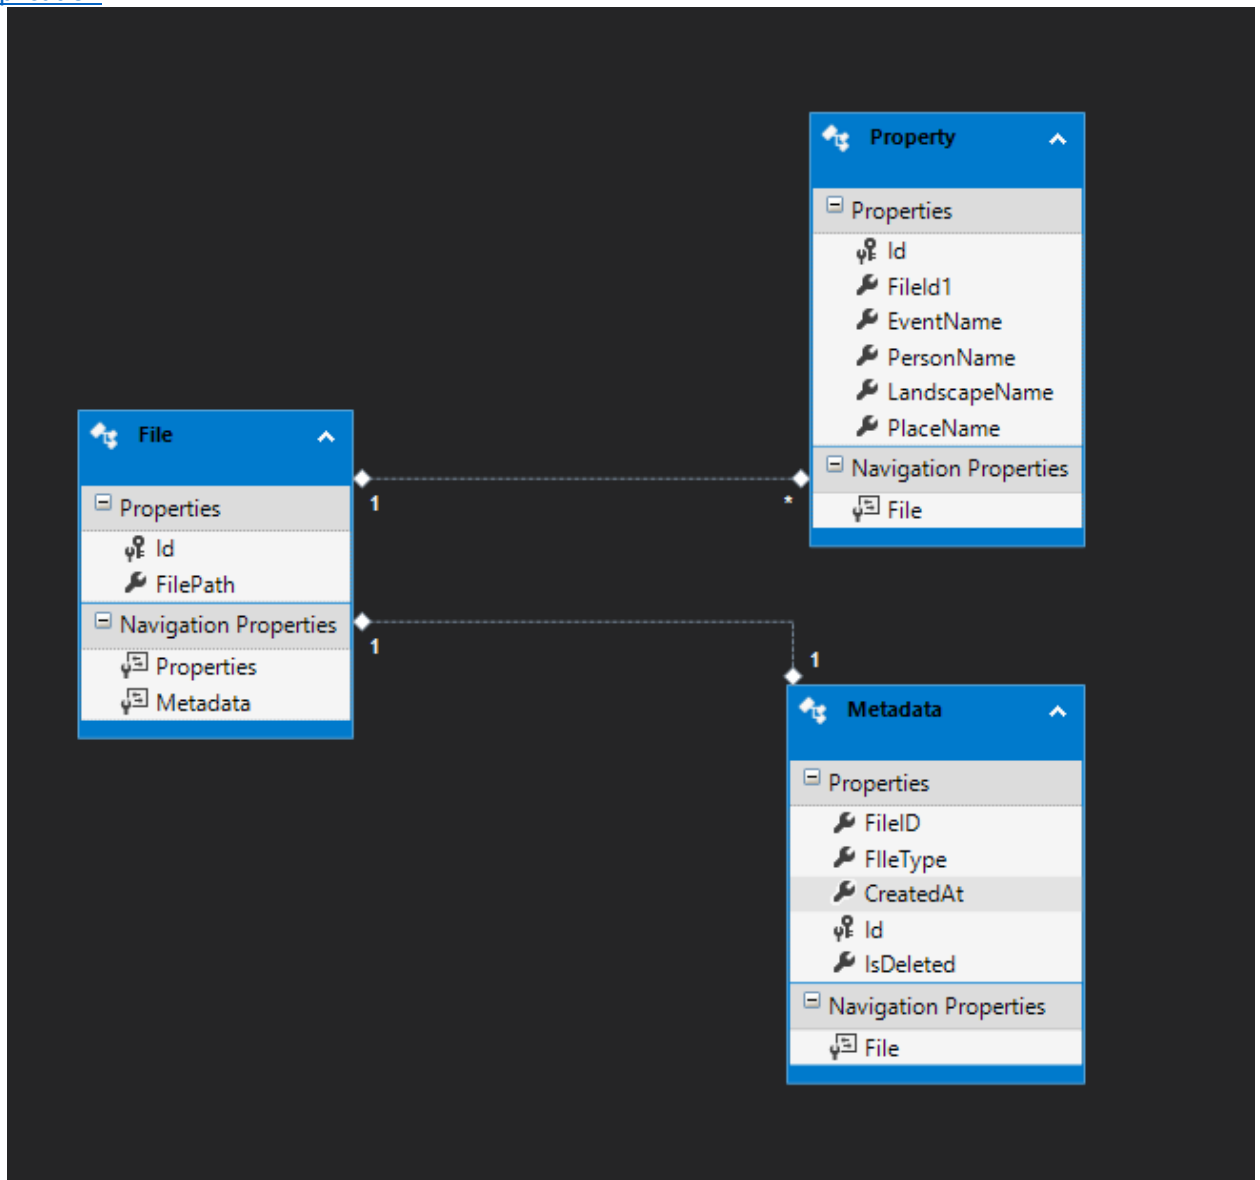 Property
Properties
Id
FileId1
EventName
PersonName
LandscapeName
PlaceName
Navigation Properties
File
File
Properties
Id
FilePath
Navigation Properties
Properties
Metadata
1
*
1
1
Metadata
Properties
FileID
FIleType
CreatedAt
Id
IsDeleted
Navigation Properties
File